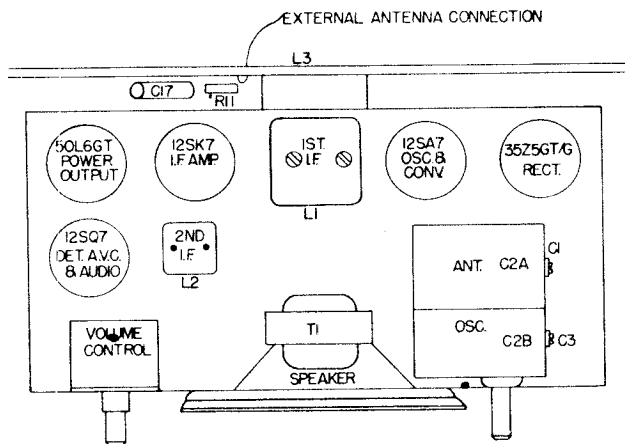 EXTERNAL ANTENNA CONNECTION
L3
C17
R11
50L6GT
POWER
OUTPUT
12SK7
I.F AMP.
1ST.
I.F
L1
12SA7
OSC. &
CONV.
35Z5GT/G
RECT.
12SQ7
DET. A.V.C.
& AUDIO
2ND
I.F
L2
ANT. C2A
C1
OSC.
C2B
C3
VOLUME
CONTROL
T1
SPEAKER